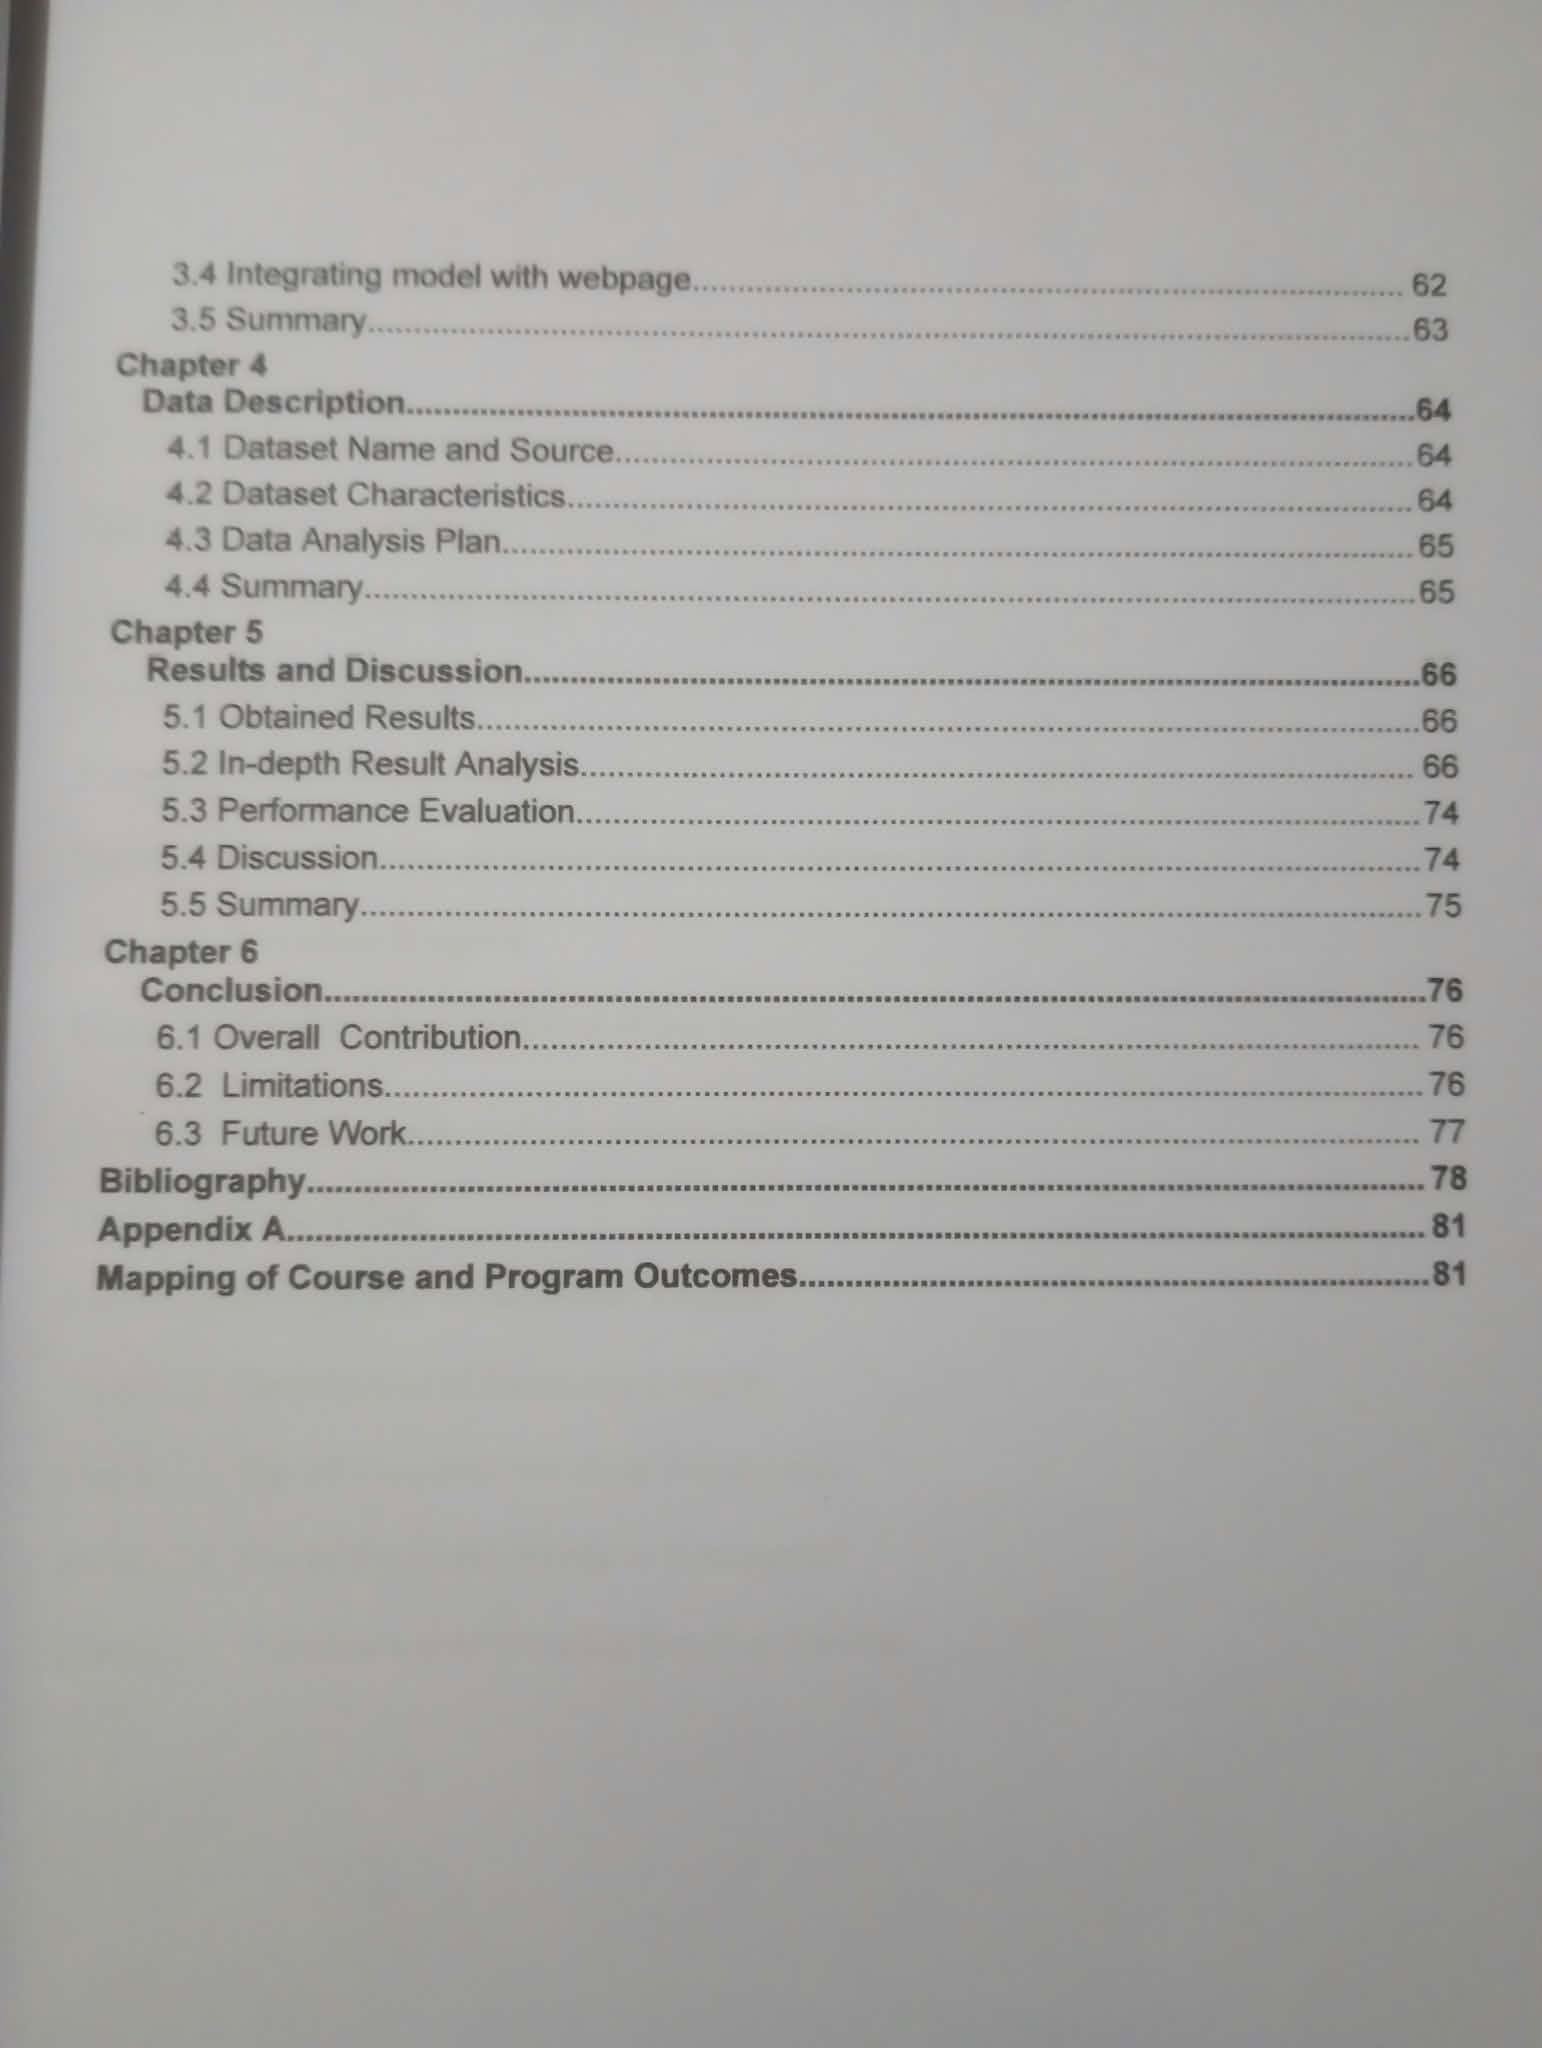 3.4 Integrating model with webpage........................................ 62
3.5 Summary........................................63
Chapter 4
Data Description........................................64
4.1 Dataset Name and Source........................................64
4.2 Dataset Characteristics........................................64
4.3 Data Analysis Plan........................................65
4.4 Summary........................................65
Chapter 5
Results and Discussion........................................66
5.1 Obtained Results........................................66
5.2 In-depth Result Analysis........................................ 66
5.3 Performance Evaluation........................................74
5.4 Discussion........................................74
5.5 Summary........................................75
Chapter 6
Conclusion........................................76
6.1 Overall  Contribution........................................ 76
6.2  Limitations........................................ 76
6.3  Future Work........................................ 77
Bibliography........................................ 78
Appendix A........................................ 81
Mapping of Course and Program Outcomes........................................81